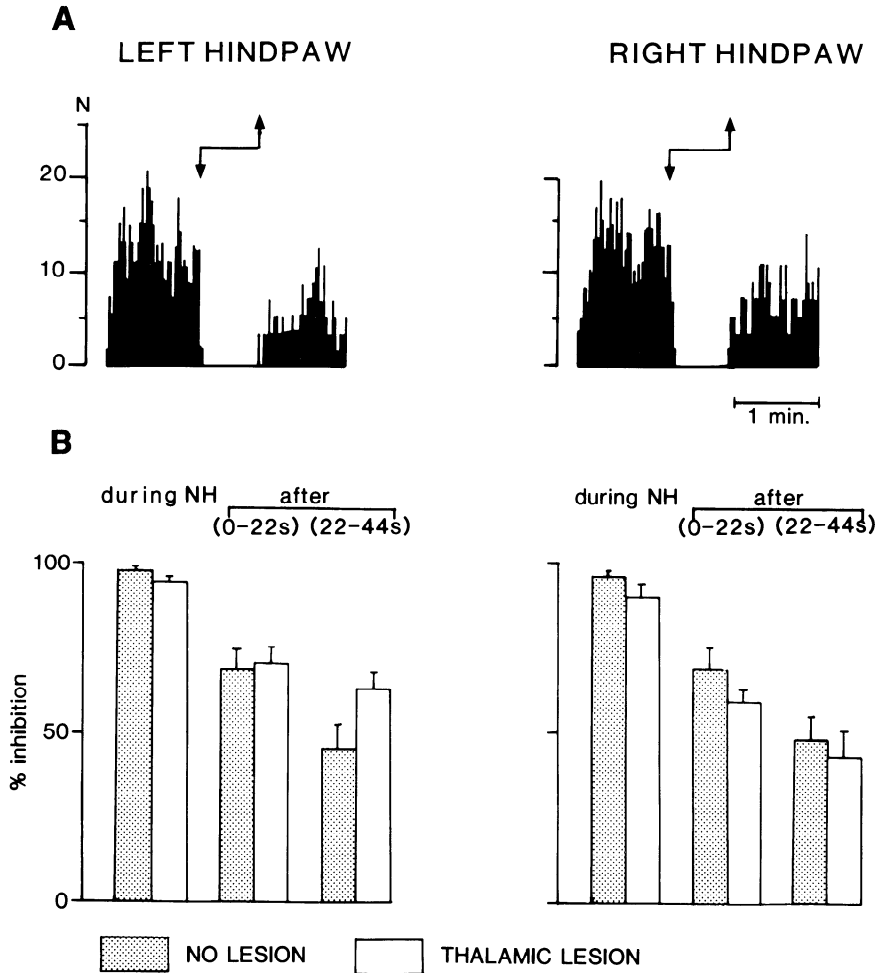 A
LEFT HINDPAW
RIGHT HINDPAW
N
20
10
0
1 min.
B
during NH
after
(0-22s) (22-44s)
during NH
after
(0-22s) (22-44s)
100
50
0
% inhibition
NO LESION
THALAMIC LESION